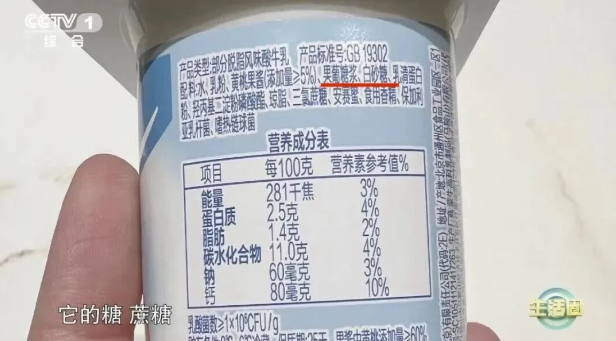 CCTV 1
综合
产品类型:部分脱脂风味酸牛乳 产品标准号:GB 19302
配料:水、乳粉、黄桃果酱(添加量≥5%)、果葡糖浆、白砂糖、乳清蛋白
粉、羟丙基二淀粉磷酸酯、琼脂、三氯蔗糖、安赛蜜、食用香精、保加利
亚乳杆菌、嗜热链球菌
营养成分表
项目 每100克 营养素参考值%
能量 281千焦 3%
蛋白质 2.5克 4%
脂肪 1.4克 2%
碳水化合物 11.0克 4%
钠 60毫克 3%
钙 80毫克 10%
乳酸菌数≥1×10⁶CFU/g
它的糖 蔗糖
生活圈